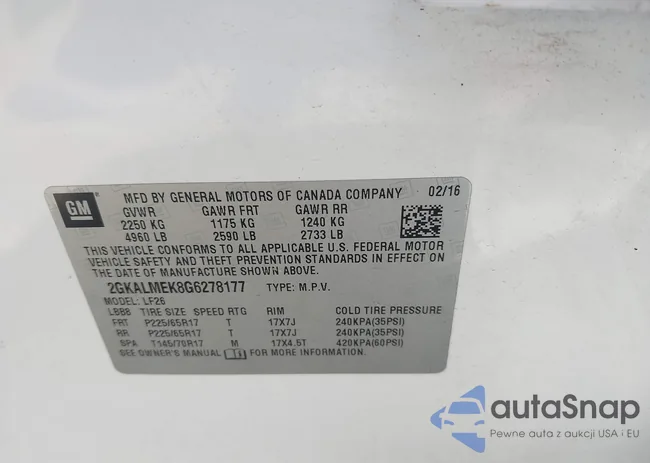 GM
MFD BY GENERAL MOTORS OF CANADA COMPANY 02/16
GVWR GAWR FRT GAWR RR
2250 KG 1175 KG 1240 KG
4960 LB 2590 LB 2733 LB
THIS VEHICLE CONFORMS TO ALL APPLICABLE U.S. FEDERAL MOTOR
VEHICLE SAFETY AND THEFT PREVENTION STANDARDS IN EFFECT ON
THE DATE OF MANUFACTURE SHOWN ABOVE.
2GKALMEK8G6278177 TYPE: M.P.V.
MODEL: LF26
LBBB TIRE SIZE SPEED RTG RIM COLD TIRE PRESSURE
FRT P225/65R17 T 17X7J 240KPA(35PSI)
RR P225/65R17 T 17X7J 240KPA(35PSI)
SPA T145/70R17 M 17X4.5T 420KPA(60PSI)
SEE OWNER'S MANUAL FOR MORE INFORMATION.
autoSnap
Pewne auta z aukcji USA i EU